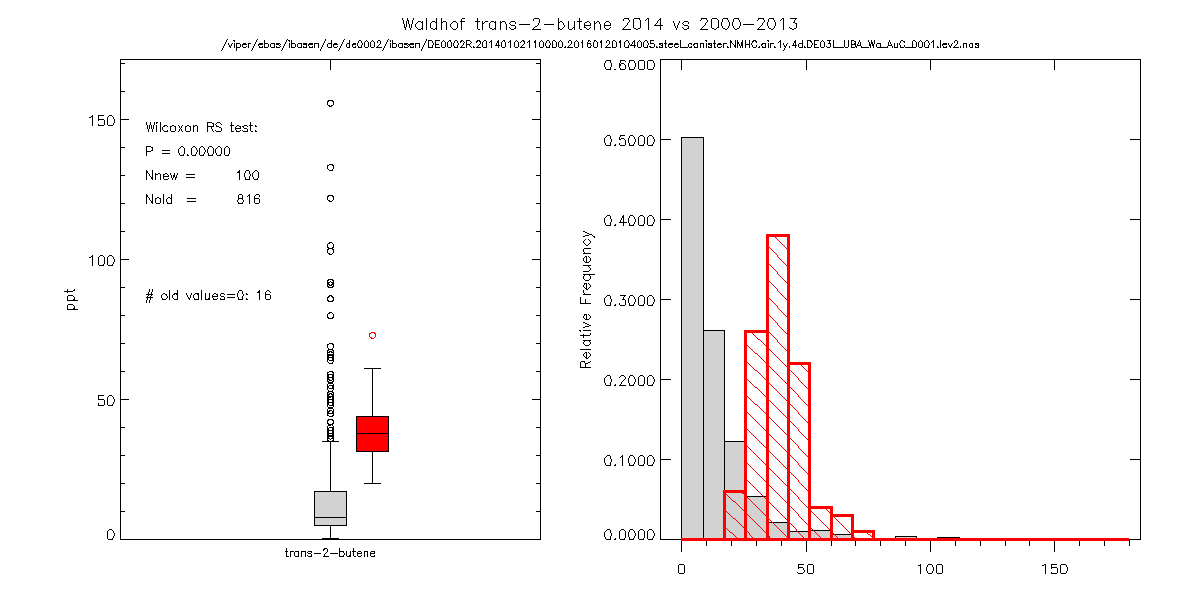 Waldhof trans-2-butene 2014 vs 2000-2013
/viper/ebas/ibasen/de/de0002/ibasen/DE0002R.20140102110000.20160120104005.steel_canister.NMHC.air.1y.4d.DE03L_UBA_Wa_AuC_0001.lev2.nas
150
100
50
0
ppt
Wilcoxon RS test:
P = 0.00000
Nnew = 100
Nold = 816
# old values=0: 16
trans-2-butene
0.6000
0.5000
0.4000
0.3000
0.2000
0.1000
0.0000
Relative Frequency
0 50 100 150